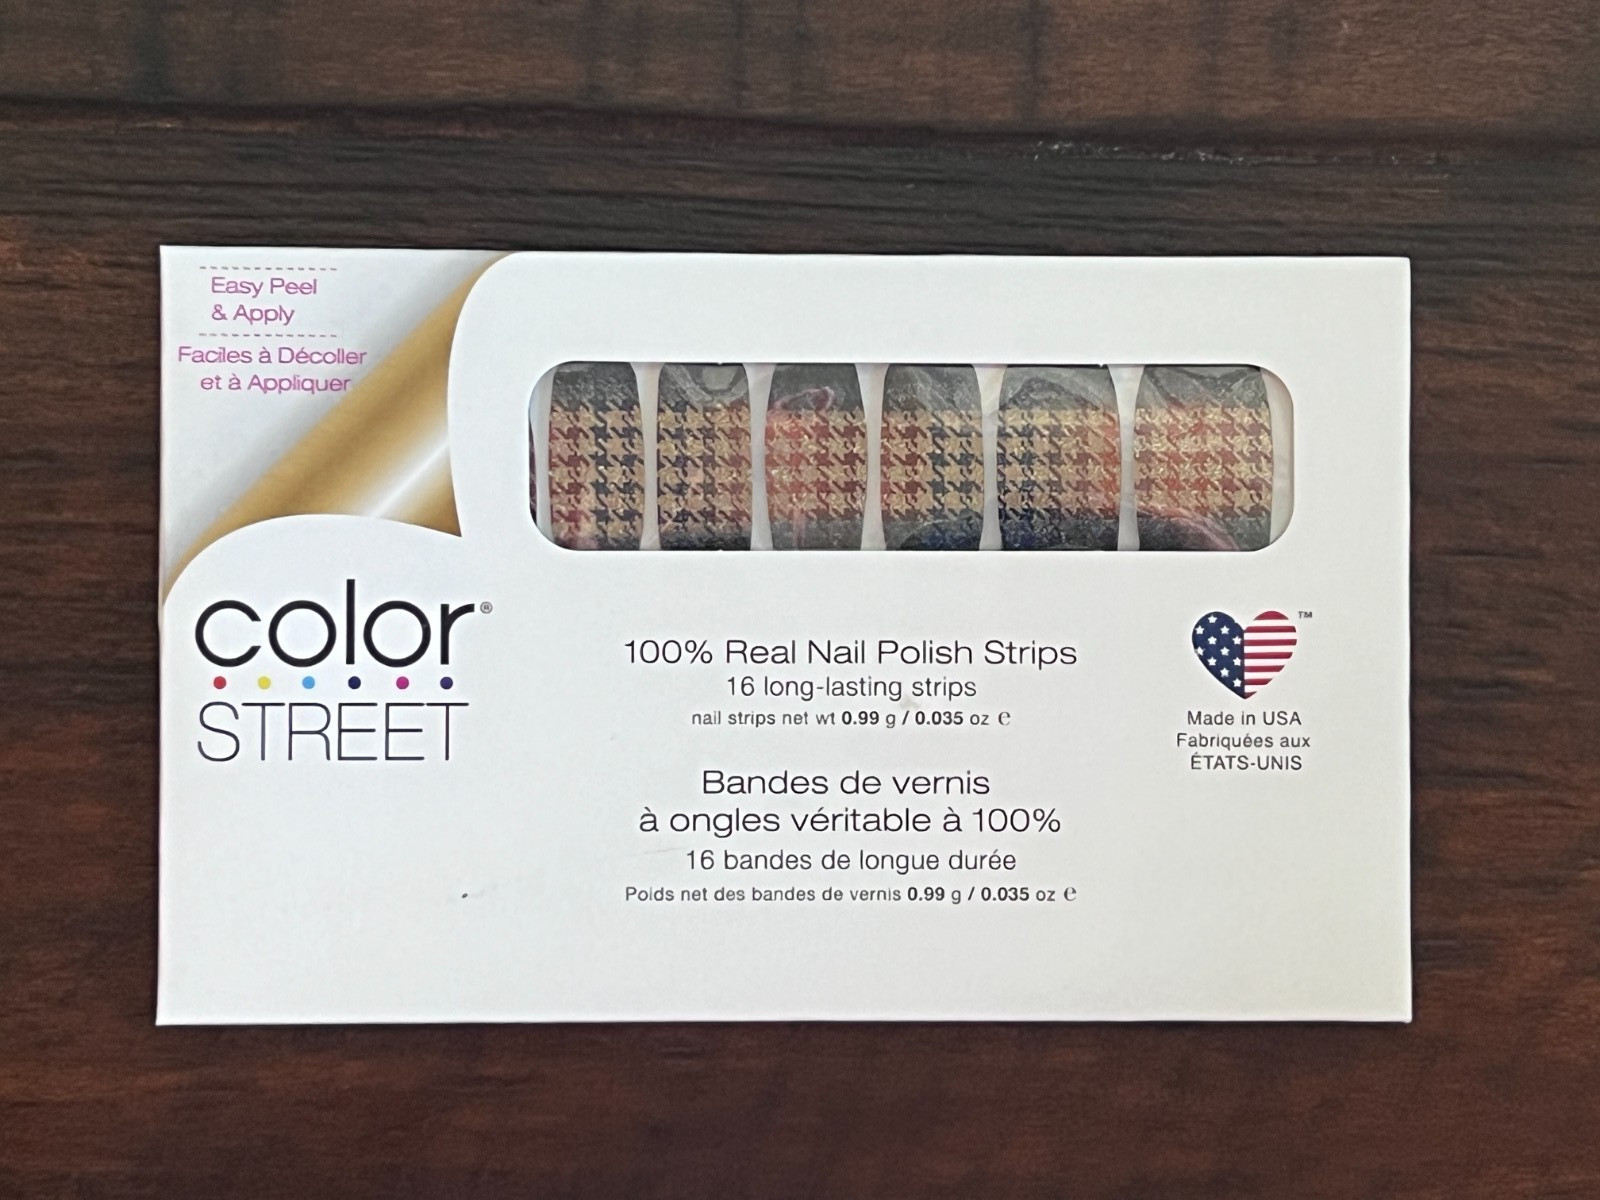 Easy Peel
& Apply
Faciles à Décoller
et à Appliquer
color®
STREET
100% Real Nail Polish Strips
16 long-lasting strips
nail strips net wt 0.99 g / 0.035 oz ℮
Bandes de vernis
à ongles véritable à 100%
16 bandes de longue durée
Poids net des bandes de vernis 0.99 g / 0.035 oz ℮
™
Made in USA
Fabriquées aux
ÉTATS-UNIS